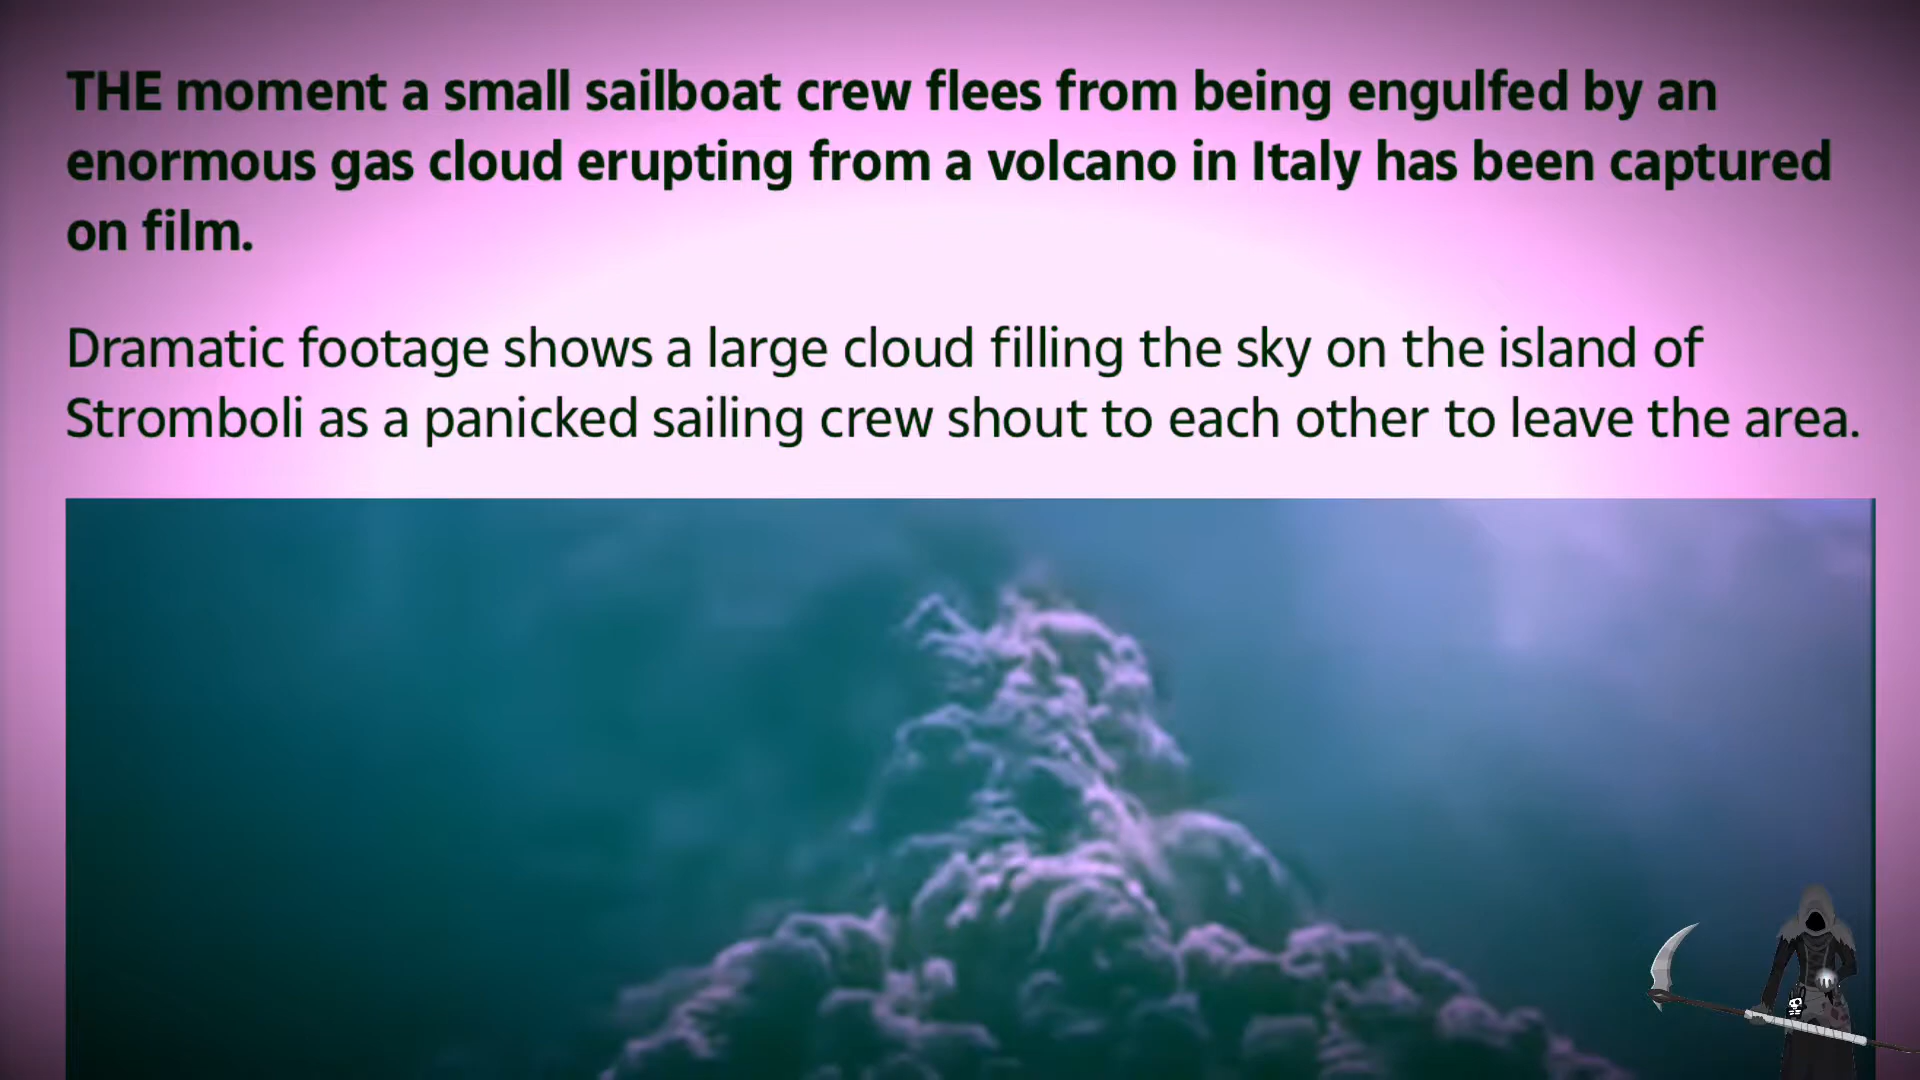 THE moment a small sailboat crew flees from being engulfed by an
enormous gas cloud erupting from a volcano in Italy has been captured
on film.
Dramatic footage shows a large cloud filling the sky on the island of
Stromboli as a panicked sailing crew shout to each other to leave the area.